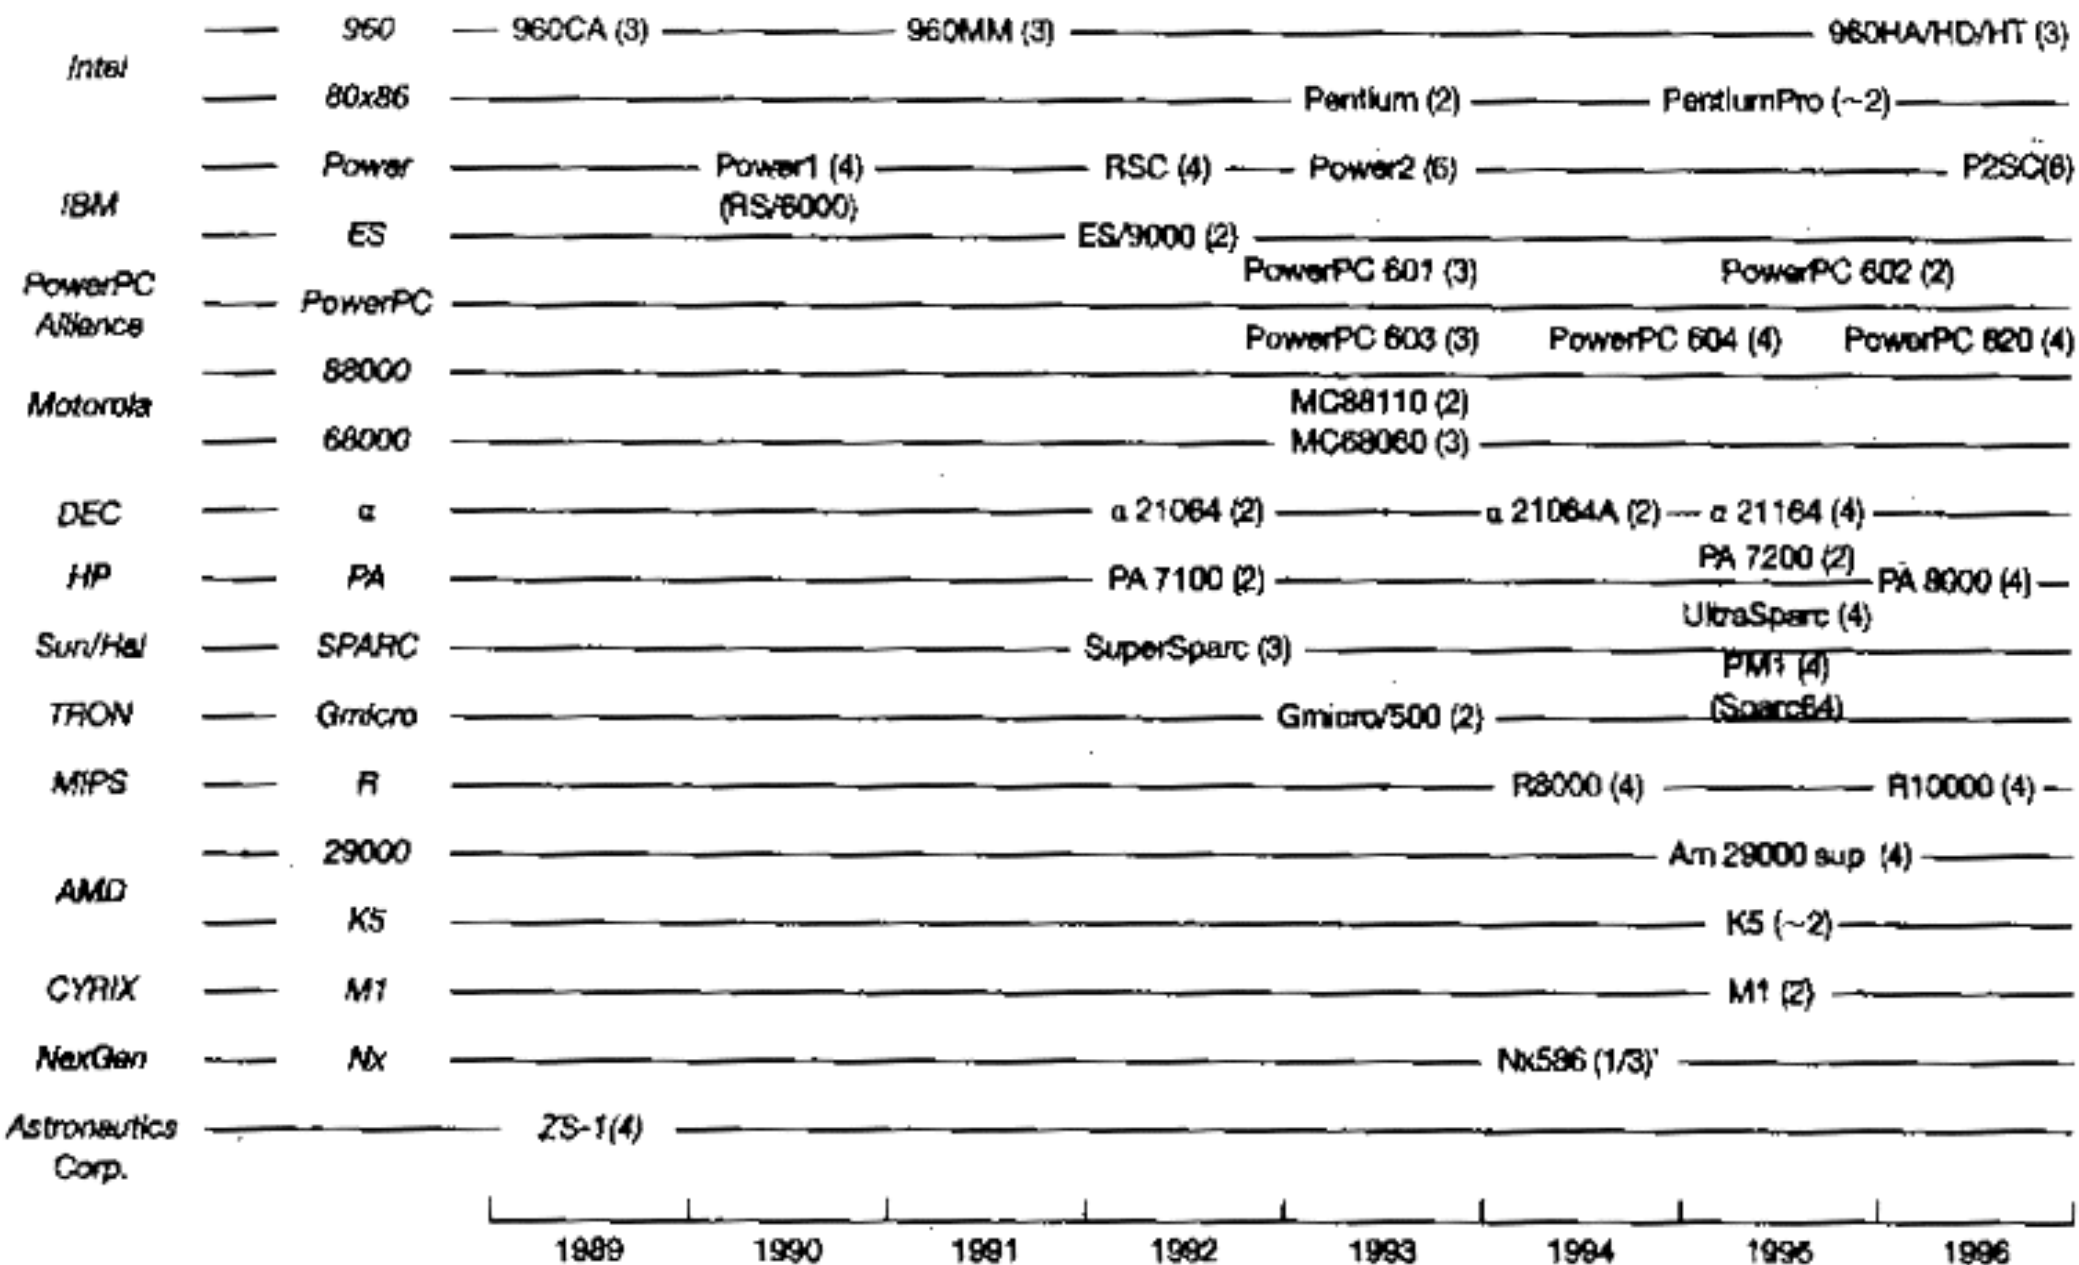 960 960CA (3) 960MM (3) 960HA/HD/HT (3)
Intel
80x86 Pentium (2) PentiumPro (~2)
Power Power1 (4) RSC (4) Power2 (6) P2SC(6)
IBM (RS/6000)
ES ES/9000 (2)
PowerPC PowerPC 601 (3) PowerPC 602 (2)
PowerPC
Alliance
PowerPC 603 (3) PowerPC 604 (4) PowerPC 620 (4)
88000
Motorola MC88110 (2)
68000 MC68060 (3)
DEC α α 21064 (2) α 21064A (2) α 21164 (4)
PA 7200 (2)
HP PA PA 7100 (2) PA 8000 (4)
UltraSparc (4)
Sun/Hal SPARC SuperSparc (3)
PM1 (4)
(Sparc64)
TRON Gmicro Gmicro/500 (2)
MIPS R R8000 (4) R10000 (4)
29000 Am 29000 sup (4)
AMD
K5 K5 (~2)
CYRIX M1 M1 (2)
NexGen Nx Nx586 (1/3)
Astronautics ZS-1(4)
Corp.
1989 1990 1991 1992 1993 1994 1995 1996